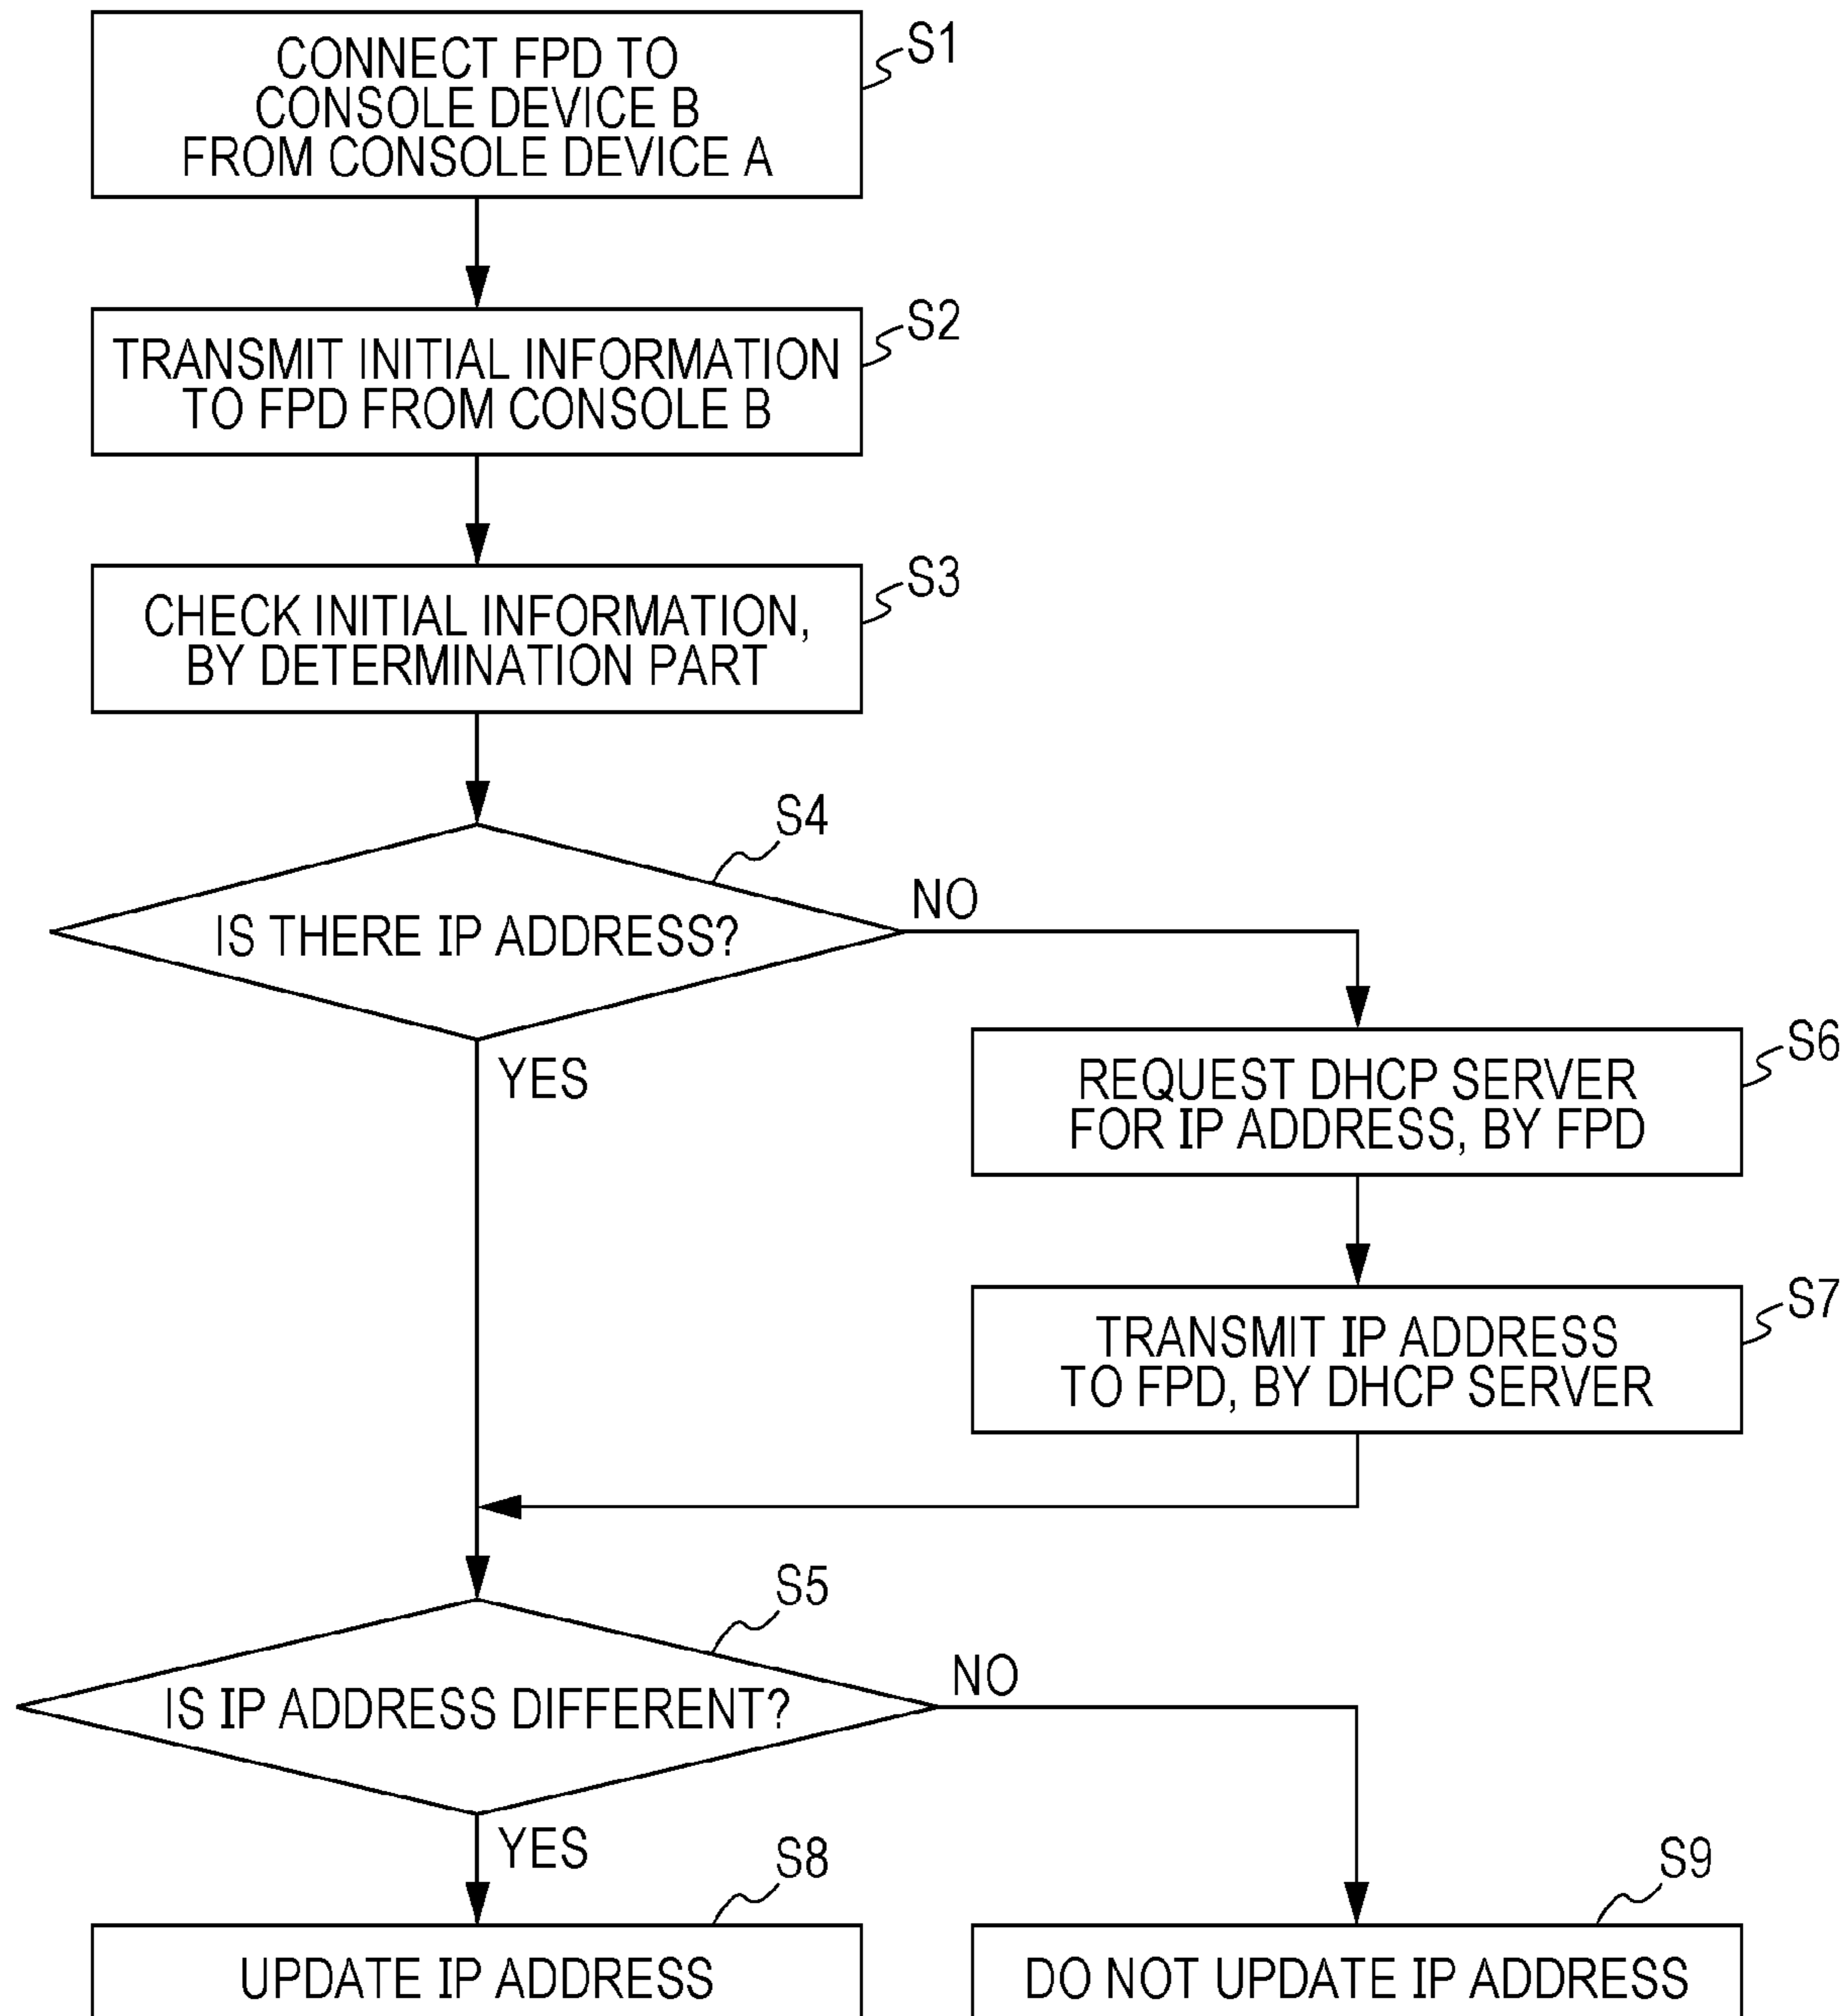 CONNECT FPD TO
CONSOLE DEVICE B
FROM CONSOLE DEVICE A
S1
TRANSMIT INITIAL INFORMATION
TO FPD FROM CONSOLE B
S2
CHECK INITIAL INFORMATION,
BY DETERMINATION PART
S3
S4
IS THERE IP ADDRESS?
NO
YES
REQUEST DHCP SERVER
FOR IP ADDRESS, BY FPD
S6
TRANSMIT IP ADDRESS
TO FPD, BY DHCP SERVER
S7
S5
IS IP ADDRESS DIFFERENT?
NO
YES
S8
UPDATE IP ADDRESS
S9
DO NOT UPDATE IP ADDRESS